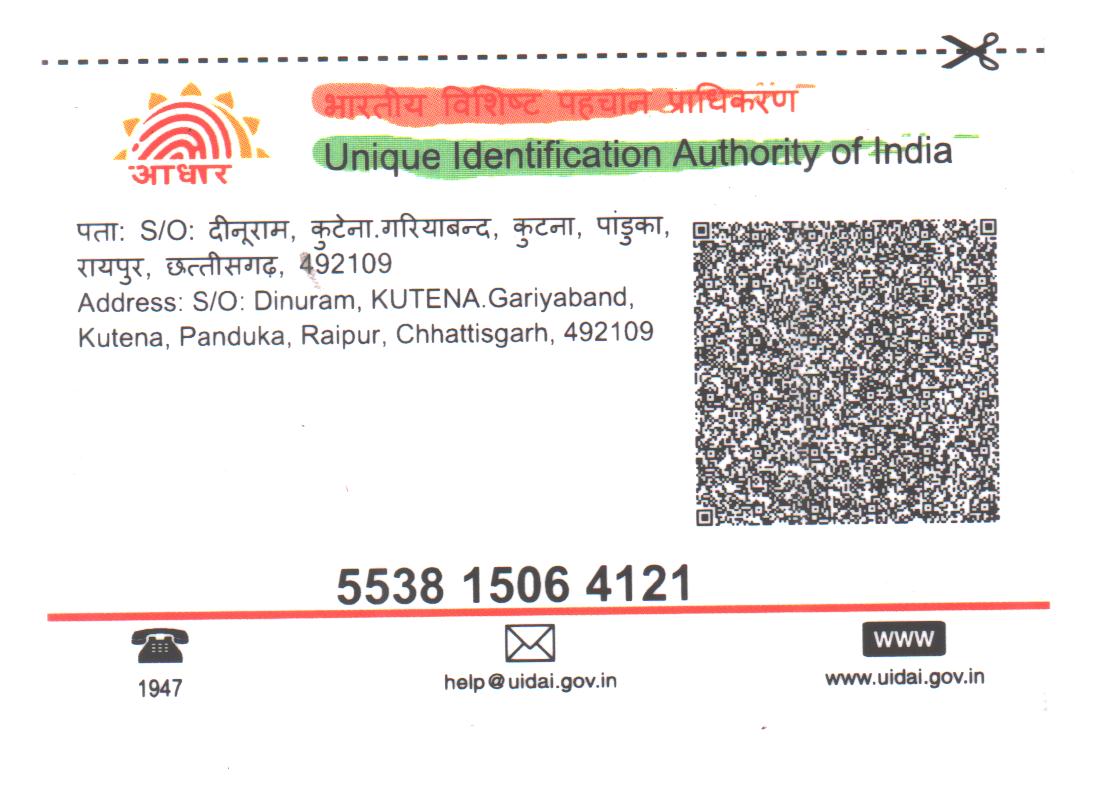 भारतीय विशिष्ट पहचान प्राधिकरण
Unique Identification Authority of India
आधार
पता: S/O: दीनूराम, कुटेना.गरियाबन्द, कुटना, पांडुका,
रायपुर, छत्तीसगढ़, 492109
Address: S/O: Dinuram, KUTENA.Gariyaband,
Kutena, Panduka, Raipur, Chhattisgarh, 492109
5538 1506 4121
WWW
1947
help@uidai.gov.in
www.uidai.gov.in